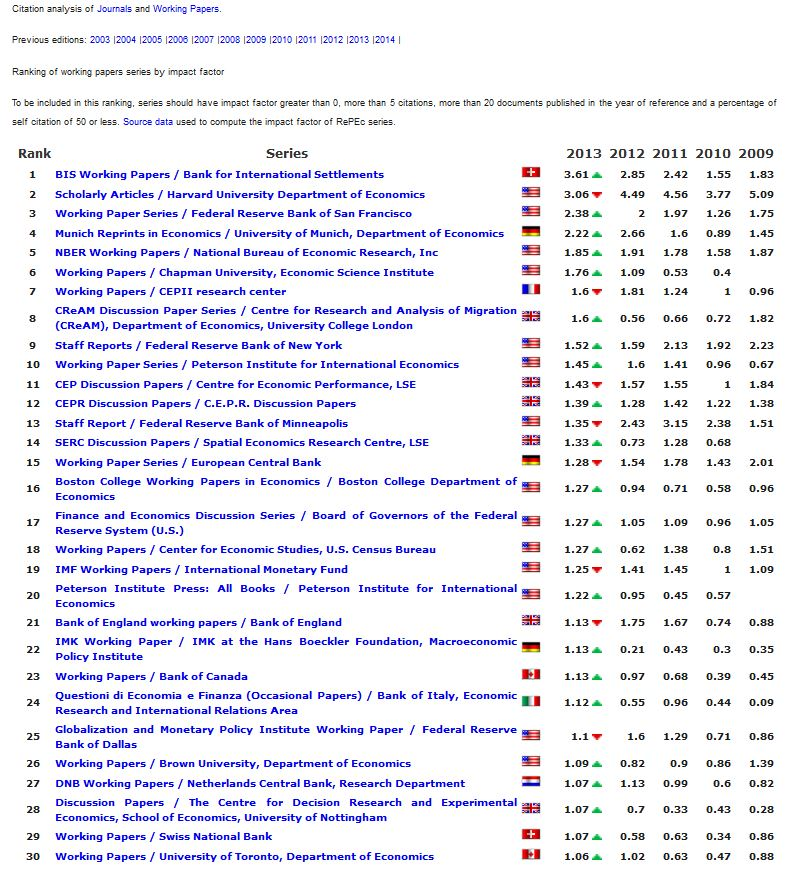 Citation analysis of Journals and Working Papers.
Previous editions: 2003 |2004 |2005 |2006 |2007 |2008 |2009 |2010 |2011 |2012 |2013 |2014 |
Ranking of working papers series by impact factor
To be included in this ranking, series should have impact factor greater than 0, more than 5 citations, more than 20 documents published in the year of reference and a percentage of
self citation of 50 or less. Source data used to compute the impact factor of RePEc series.
Rank Series 2013 2012 2011 2010 2009
1 BIS Working Papers / Bank for International Settlements 3.61 2.85 2.42 1.55 1.83
2 Scholarly Articles / Harvard University Department of Economics 3.06 4.49 4.56 3.77 5.09
3 Working Paper Series / Federal Reserve Bank of San Francisco 2.38 2 1.97 1.26 1.75
4 Munich Reprints in Economics / University of Munich, Department of Economics 2.22 2.66 1.6 0.89 1.45
5 NBER Working Papers / National Bureau of Economic Research, Inc 1.85 1.91 1.78 1.58 1.87
6 Working Papers / Chapman University, Economic Science Institute 1.76 1.09 0.53 0.4
7 Working Papers / CEPII research center 1.6 1.81 1.24 1 0.96
8 CReAM Discussion Paper Series / Centre for Research and Analysis of Migration
(CReAM), Department of Economics, University College London 1.6 0.56 0.66 0.72 1.82
9 Staff Reports / Federal Reserve Bank of New York 1.52 1.59 2.13 1.92 2.23
10 Working Paper Series / Peterson Institute for International Economics 1.45 1.6 1.41 0.96 0.67
11 CEP Discussion Papers / Centre for Economic Performance, LSE 1.43 1.57 1.55 1 1.84
12 CEPR Discussion Papers / C.E.P.R. Discussion Papers 1.39 1.28 1.42 1.22 1.38
13 Staff Report / Federal Reserve Bank of Minneapolis 1.35 2.43 3.15 2.38 1.51
14 SERC Discussion Papers / Spatial Economics Research Centre, LSE 1.33 0.73 1.28 0.68
15 Working Paper Series / European Central Bank 1.28 1.54 1.78 1.43 2.01
16 Boston College Working Papers in Economics / Boston College Department of
Economics 1.27 0.94 0.71 0.58 0.96
17 Finance and Economics Discussion Series / Board of Governors of the Federal
Reserve System (U.S.) 1.27 1.05 1.09 0.96 1.05
18 Working Papers / Center for Economic Studies, U.S. Census Bureau 1.27 0.62 1.38 0.8 1.51
19 IMF Working Papers / International Monetary Fund 1.25 1.41 1.45 1 1.09
20 Peterson Institute Press: All Books / Peterson Institute for International
Economics 1.22 0.95 0.45 0.57
21 Bank of England working papers / Bank of England 1.13 1.75 1.67 0.74 0.88
22 IMK Working Paper / IMK at the Hans Boeckler Foundation, Macroeconomic
Policy Institute 1.13 0.21 0.43 0.3 0.35
23 Working Papers / Bank of Canada 1.13 0.97 0.68 0.39 0.45
24 Questioni di Economia e Finanza (Occasional Papers) / Bank of Italy, Economic
Research and International Relations Area 1.12 0.55 0.96 0.44 0.09
25 Globalization and Monetary Policy Institute Working Paper / Federal Reserve
Bank of Dallas 1.1 1.6 1.29 0.71 0.86
26 Working Papers / Brown University, Department of Economics 1.09 0.82 0.9 0.86 1.39
27 DNB Working Papers / Netherlands Central Bank, Research Department 1.07 1.13 0.99 0.6 0.82
28 Discussion Papers / The Centre for Decision Research and Experimental
Economics, School of Economics, University of Nottingham 1.07 0.7 0.33 0.43 0.28
29 Working Papers / Swiss National Bank 1.07 0.58 0.63 0.34 0.86
30 Working Papers / University of Toronto, Department of Economics 1.06 1.02 0.63 0.47 0.88